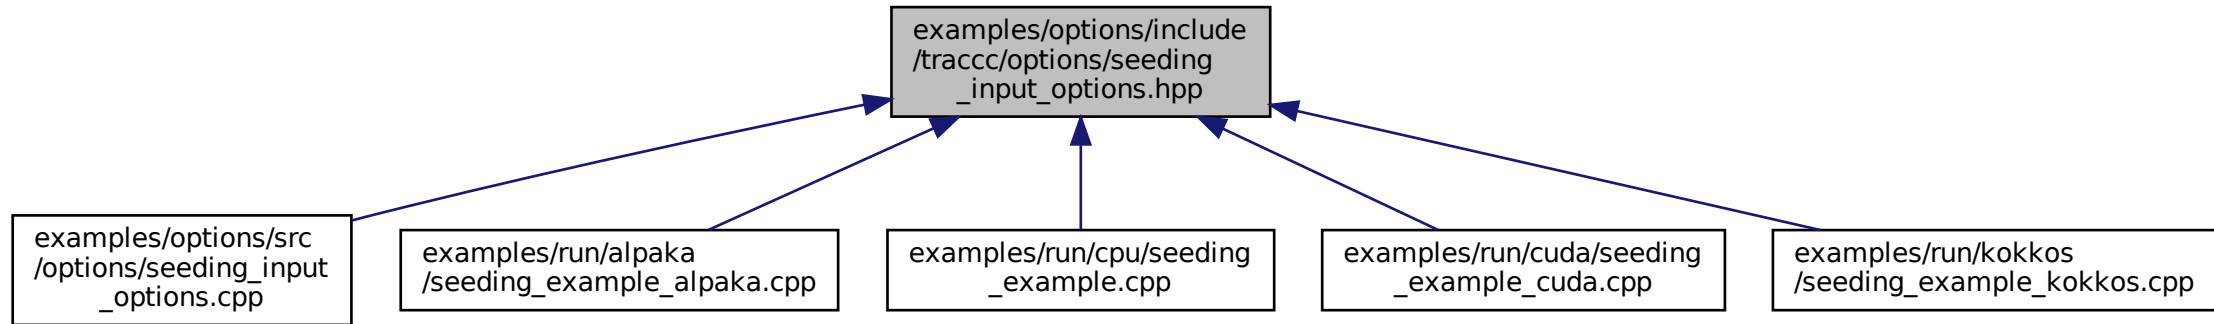 examples/options/include
/traccc/options/seeding
_input_options.hpp
examples/options/src
/options/seeding_input
_options.cpp
examples/run/alpaka
/seeding_example_alpaka.cpp
examples/run/cpu/seeding
_example.cpp
examples/run/cuda/seeding
_example_cuda.cpp
examples/run/kokkos
/seeding_example_kokkos.cpp